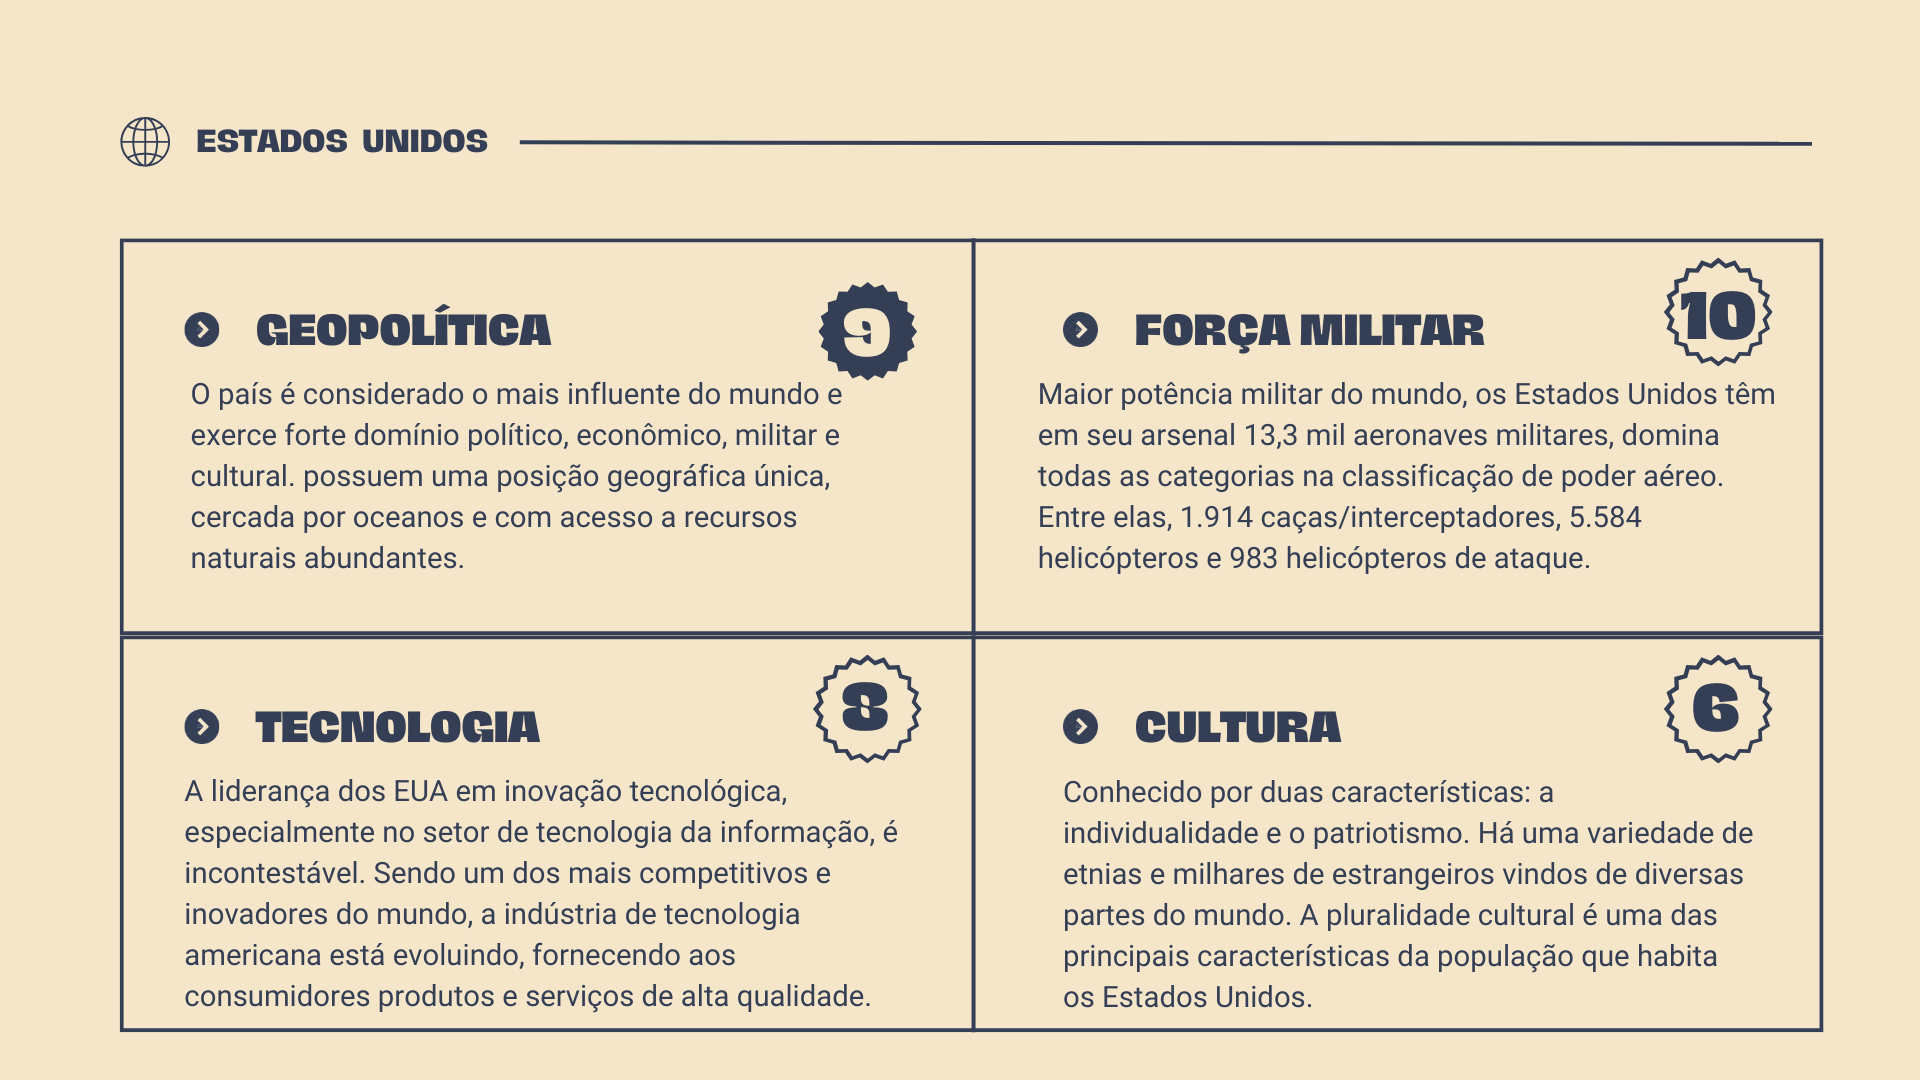 ESTADOS UNIDOS
GEOPOLÍTICA
9
O país é considerado o mais influente do mundo e
exerce forte domínio político, econômico, militar e
cultural. possuem uma posição geográfica única,
cercada por oceanos e com acesso a recursos
naturais abundantes.
FORÇA MILITAR
10
Maior potência militar do mundo, os Estados Unidos têm
em seu arsenal 13,3 mil aeronaves militares, domina
todas as categorias na classificação de poder aéreo.
Entre elas, 1.914 caças/interceptadores, 5.584
helicópteros e 983 helicópteros de ataque.
TECNOLOGIA
8
A liderança dos EUA em inovação tecnológica,
especialmente no setor de tecnologia da informação, é
incontestável. Sendo um dos mais competitivos e
inovadores do mundo, a indústria de tecnologia
americana está evoluindo, fornecendo aos
consumidores produtos e serviços de alta qualidade.
CULTURA
6
Conhecido por duas características: a
individualidade e o patriotismo. Há uma variedade de
etnias e milhares de estrangeiros vindos de diversas
partes do mundo. A pluralidade cultural é uma das
principais características da população que habita
os Estados Unidos.